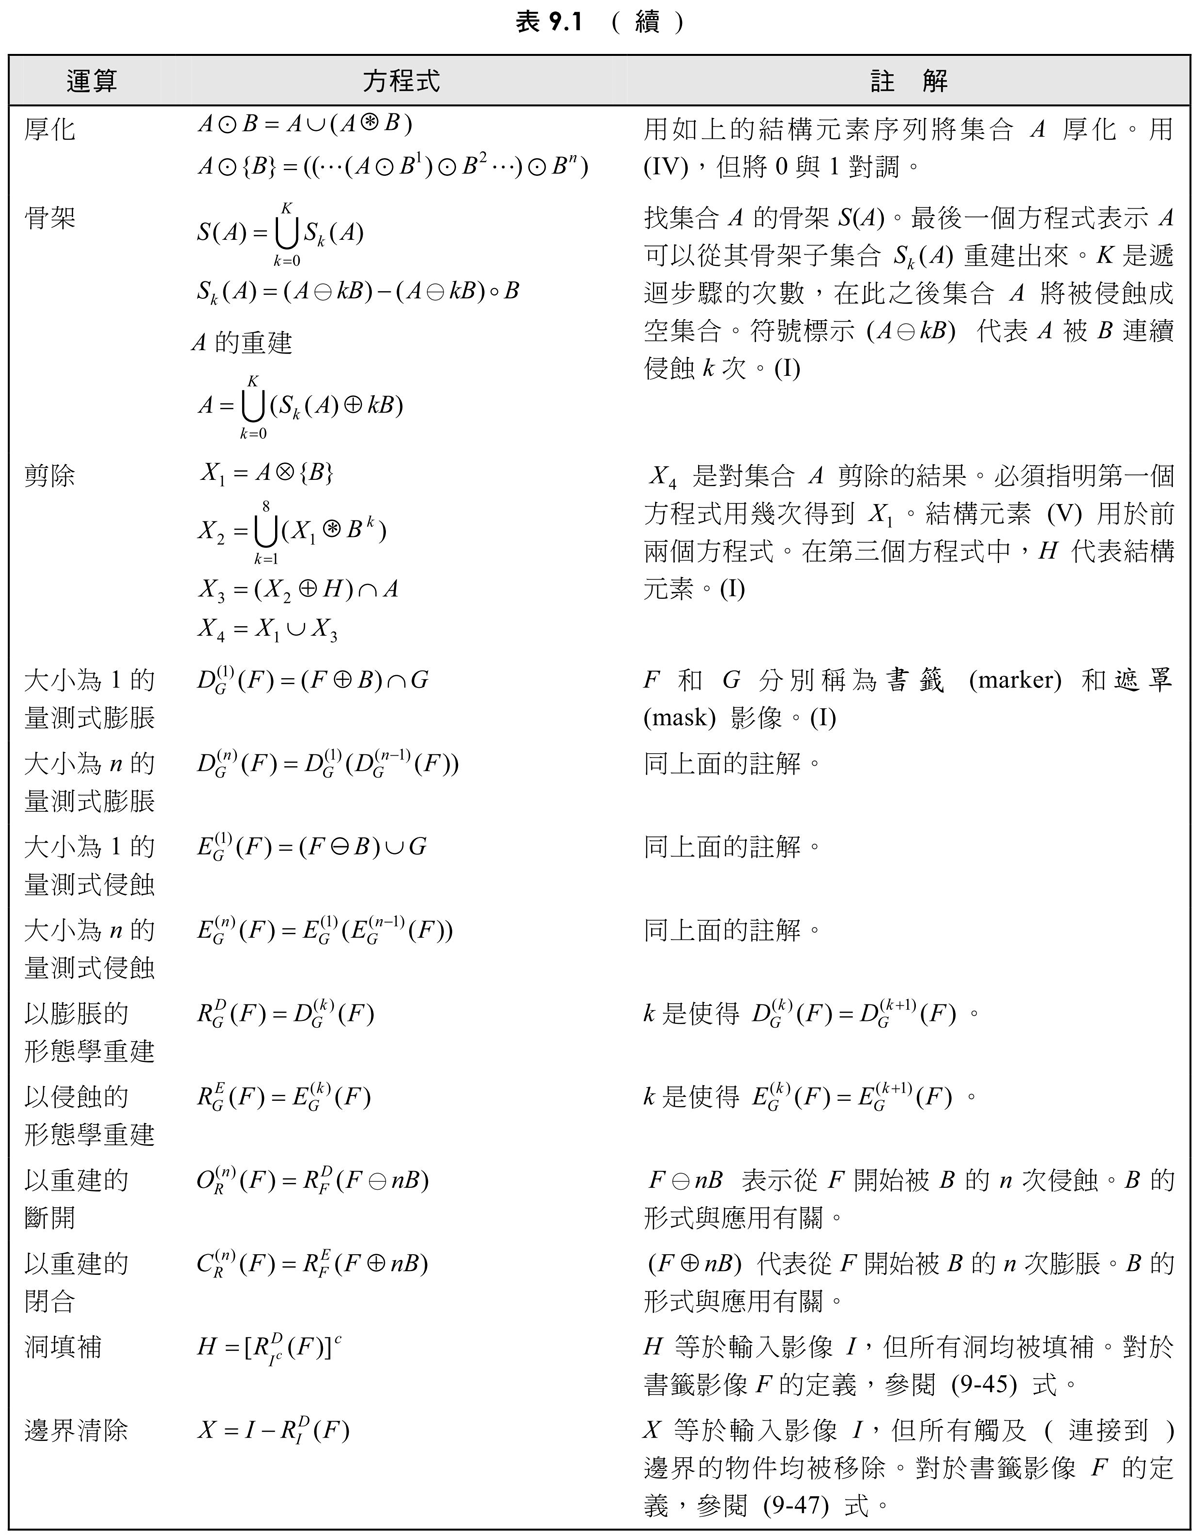 表 9.1 （續）
運算 方程式 註 解
厚化 A⊙B = A∪(A⊛B) 用如上的結構元素序列將集合 A 厚化。用
A⊙{B} = ((⋯(A⊙B¹)⊙B²⋯)⊙Bⁿ) (IV)，但將 0 與 1 對調。
骨架 S(A) = ⋃_{k=0}^{K} S_k(A) 找集合 A 的骨架 S(A)。最後一個方程式表示 A
可以從其骨架子集合 S_k(A) 重建出來。K 是遞
S_k(A) = (A⊖kB) − (A⊖kB)∘B 迴步驟的次數，在此之後集合 A 將被侵蝕成
A 的重建 空集合。符號標示 (A⊖kB) 代表 A 被 B 連續
侵蝕 k 次。(I)
A = ⋃_{k=0}^{K} (S_k(A)⊕kB)
剪除 X₁ = A⊗{B} X₄ 是對集合 A 剪除的結果。必須指明第一個
X₂ = ⋃_{k=1}^{8} (X₁⊛B^k) 方程式用幾次得到 X₁。結構元素 (V) 用於前
兩個方程式。在第三個方程式中，H 代表結構
X₃ = (X₂⊕H)∩A 元素。(I)
X₄ = X₁∪X₃
大小為 1 的 D_G^{(1)}(F) = (F⊕B)∩G F 和 G 分別稱為書籤 (marker) 和遮罩
量測式膨脹 (mask) 影像。(I)
大小為 n 的 D_G^{(n)}(F) = D_G^{(1)}(D_G^{(n−1)}(F)) 同上面的註解。
量測式膨脹
大小為 1 的 E_G^{(1)}(F) = (F⊖B)∪G 同上面的註解。
量測式侵蝕
大小為 n 的 E_G^{(n)}(F) = E_G^{(1)}(E_G^{(n−1)}(F)) 同上面的註解。
量測式侵蝕
以膨脹的 R_G^D(F) = D_G^{(k)}(F) k 是使得 D_G^{(k)}(F) = D_G^{(k+1)}(F)。
形態學重建
以侵蝕的 R_G^E(F) = E_G^{(k)}(F) k 是使得 E_G^{(k)}(F) = E_G^{(k+1)}(F)。
形態學重建
以重建的 O_R^{(n)}(F) = R_F^D(F⊖nB) F⊖nB 表示從 F 開始被 B 的 n 次侵蝕。B 的
斷開 形式與應用有關。
以重建的 C_R^{(n)}(F) = R_F^E(F⊕nB) (F⊕nB) 代表從 F 開始被 B 的 n 次膨脹。B 的
閉合 形式與應用有關。
洞填補 H = [R_{I^c}^D(F)]^c H 等於輸入影像 I，但所有洞均被填補。對於
書籤影像 F 的定義，參閱 (9-45) 式。
邊界清除 X = I − R_I^D(F) X 等於輸入影像 I，但所有觸及（連接到）
邊界的物件均被移除。對於書籤影像 F 的定
義，參閱 (9-47) 式。